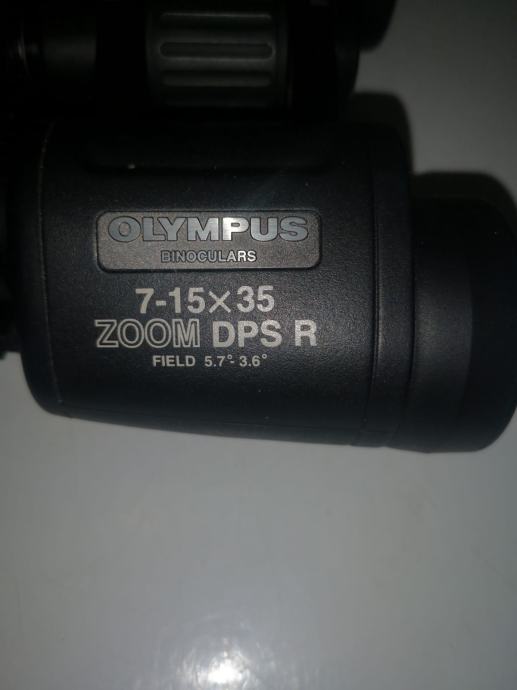 OLYMPUS
BINOCULARS
7-15×35
ZOOM DPS R
FIELD 5.7°-3.6°